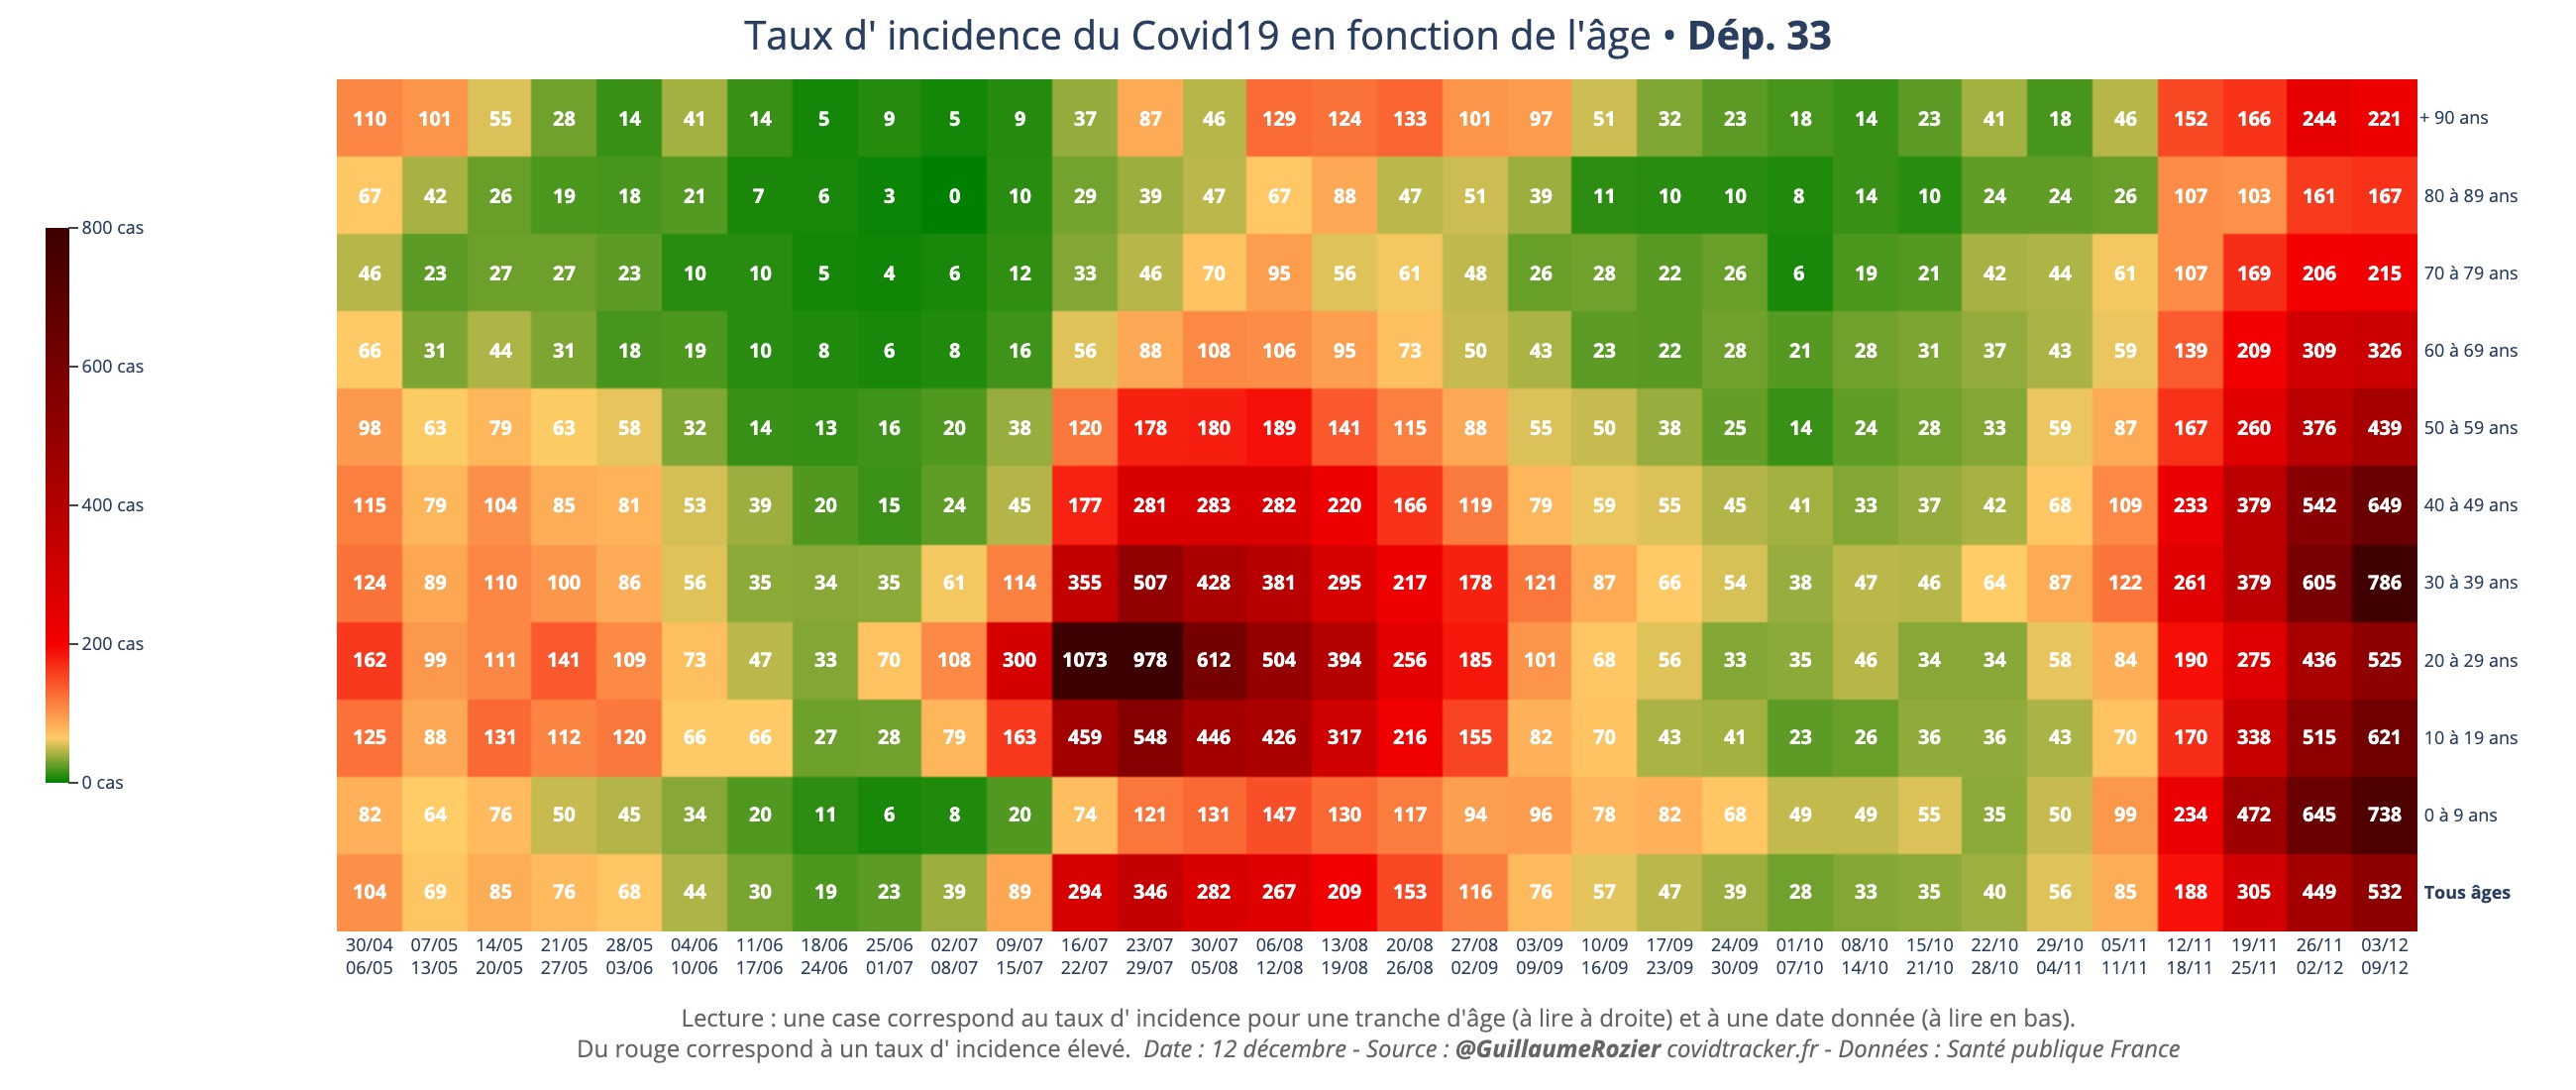 Taux d' incidence du Covid19 en fonction de l'âge • Dép. 33
110 101 55 28 14 41 14 5 9 5 9 37 87 46 129 124 133 101 97 51 32 23 18 14 23 41 18 46 152 166 244 221 + 90 ans
67 42 26 19 18 21 7 6 3 0 10 29 39 47 67 88 47 51 39 11 10 10 8 14 10 24 24 26 107 103 161 167 80 à 89 ans
800 cas
46 23 27 27 23 10 10 5 4 6 12 33 46 70 95 56 61 48 26 28 22 26 6 19 21 42 44 61 107 169 206 215 70 à 79 ans
66 31 44 31 18 19 10 8 6 8 16 56 88 108 106 95 73 50 43 23 22 28 21 28 31 37 43 59 139 209 309 326 60 à 69 ans
600 cas
98 63 79 63 58 32 14 13 16 20 38 120 178 180 189 141 115 88 55 50 38 25 14 24 28 33 59 87 167 260 376 439 50 à 59 ans
400 cas
115 79 104 85 81 53 39 20 15 24 45 177 281 283 282 220 166 119 79 59 55 45 41 33 37 42 68 109 233 379 542 649 40 à 49 ans
124 89 110 100 86 56 35 34 35 61 114 355 507 428 381 295 217 178 121 87 66 54 38 47 46 64 87 122 261 379 605 786 30 à 39 ans
200 cas
162 99 111 141 109 73 47 33 70 108 300 1073 978 612 504 394 256 185 101 68 56 33 35 46 34 34 58 84 190 275 436 525 20 à 29 ans
125 88 131 112 120 66 66 27 28 79 163 459 548 446 426 317 216 155 82 70 43 41 23 26 36 36 43 70 170 338 515 621 10 à 19 ans
0 cas
82 64 76 50 45 34 20 11 6 8 20 74 121 131 147 130 117 94 96 78 82 68 49 49 55 35 50 99 234 472 645 738 0 à 9 ans
104 69 85 76 68 44 30 19 23 39 89 294 346 282 267 209 153 116 76 57 47 39 28 33 35 40 56 85 188 305 449 532 Tous âges
30/04 07/05 14/05 21/05 28/05 04/06 11/06 18/06 25/06 02/07 09/07 16/07 23/07 30/07 06/08 13/08 20/08 27/08 03/09 10/09 17/09 24/09 01/10 08/10 15/10 22/10 29/10 05/11 12/11 19/11 26/11 03/12
06/05 13/05 20/05 27/05 03/06 10/06 17/06 24/06 01/07 08/07 15/07 22/07 29/07 05/08 12/08 19/08 26/08 02/09 09/09 16/09 23/09 30/09 07/10 14/10 21/10 28/10 04/11 11/11 18/11 25/11 02/12 09/12
Lecture : une case correspond au taux d' incidence pour une tranche d'âge (à lire à droite) et à une date donnée (à lire en bas).
Du rouge correspond à un taux d' incidence élevé. Date : 12 décembre - Source : @GuillaumeRozier covidtracker.fr - Données : Santé publique France